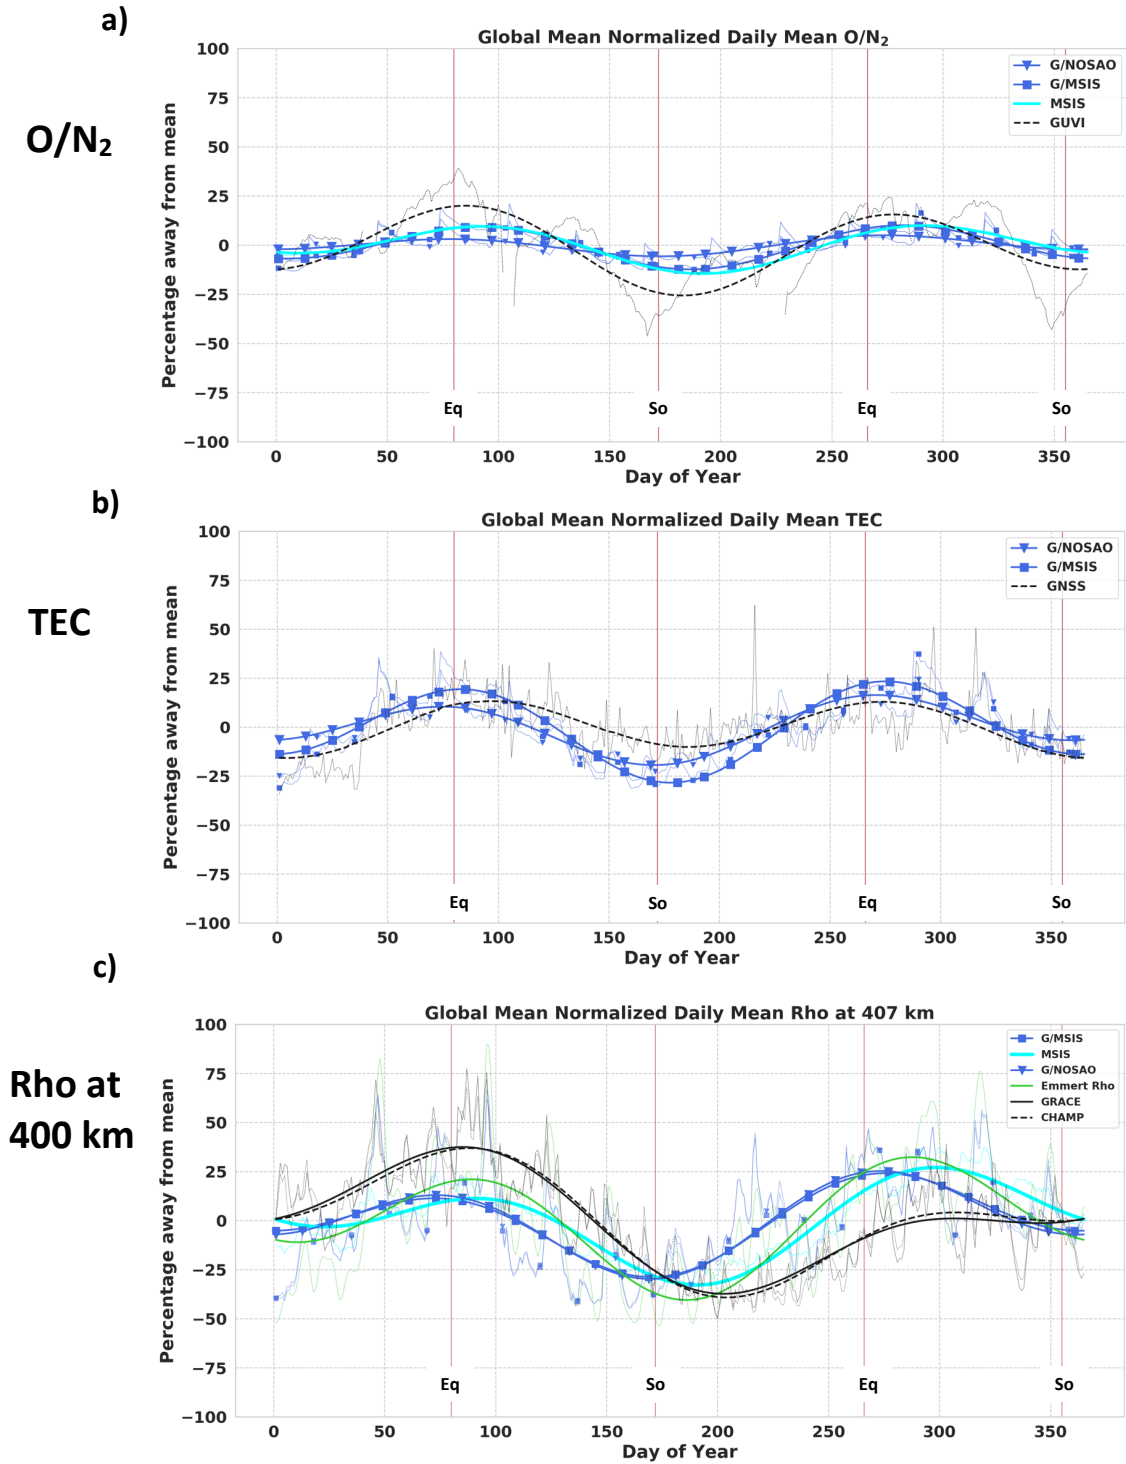 a)
Global Mean Normalized Daily Mean O/N₂
O/N₂
Percentage away from mean
100
75
50
25
0
−25
−50
−75
−100
G/NOSAO
G/MSIS
MSIS
GUVI
Eq
So
Eq
So
0 50 100 150 200 250 300 350
Day of Year
b)
Global Mean Normalized Daily Mean TEC
TEC
Percentage away from mean
100
75
50
25
0
−25
−50
−75
−100
G/NOSAO
G/MSIS
GNSS
Eq
So
Eq
So
0 50 100 150 200 250 300 350
Day of Year
c)
Global Mean Normalized Daily Mean Rho at 407 km
Rho at
400 km
Percentage away from mean
100
75
50
25
0
−25
−50
−75
−100
G/MSIS
MSIS
G/NOSAO
Emmert Rho
GRACE
CHAMP
Eq
So
Eq
So
0 50 100 150 200 250 300 350
Day of Year